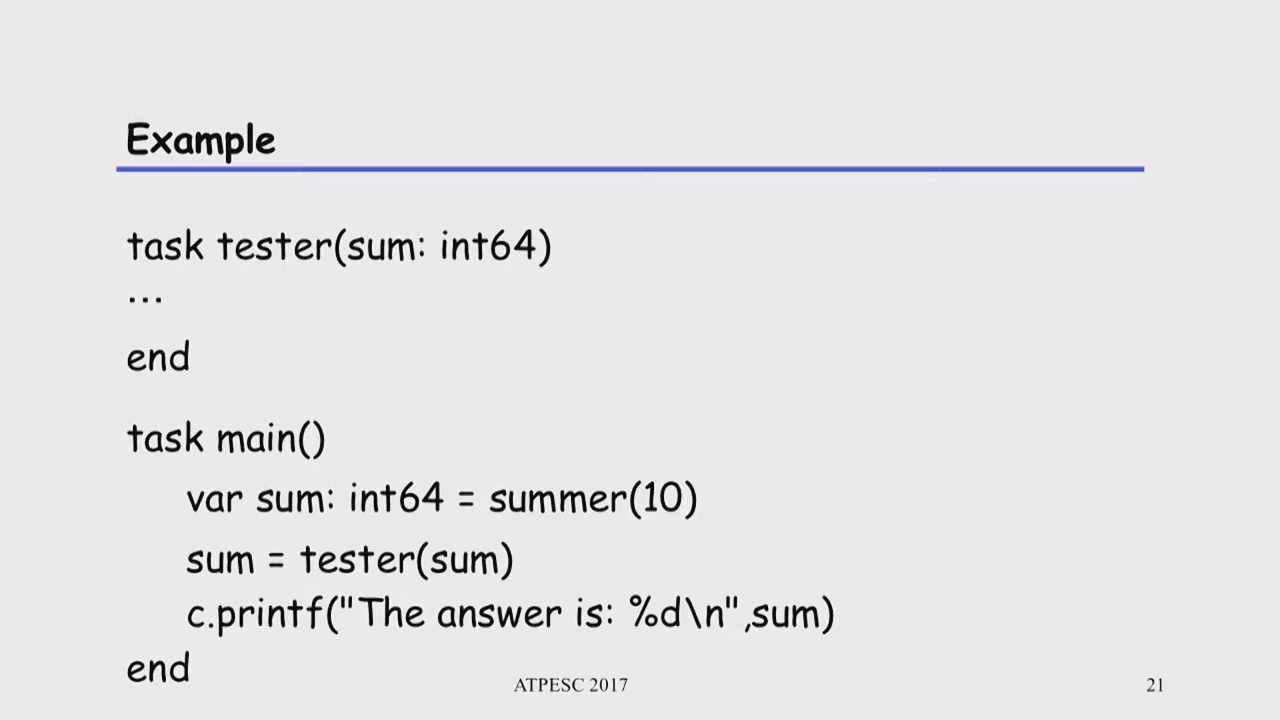 Example
task tester(sum: int64)
...
end
task main()
var sum: int64 = summer(10)
sum = tester(sum)
c.printf("The answer is: %d\n",sum)
end
ATPESC 2017
21